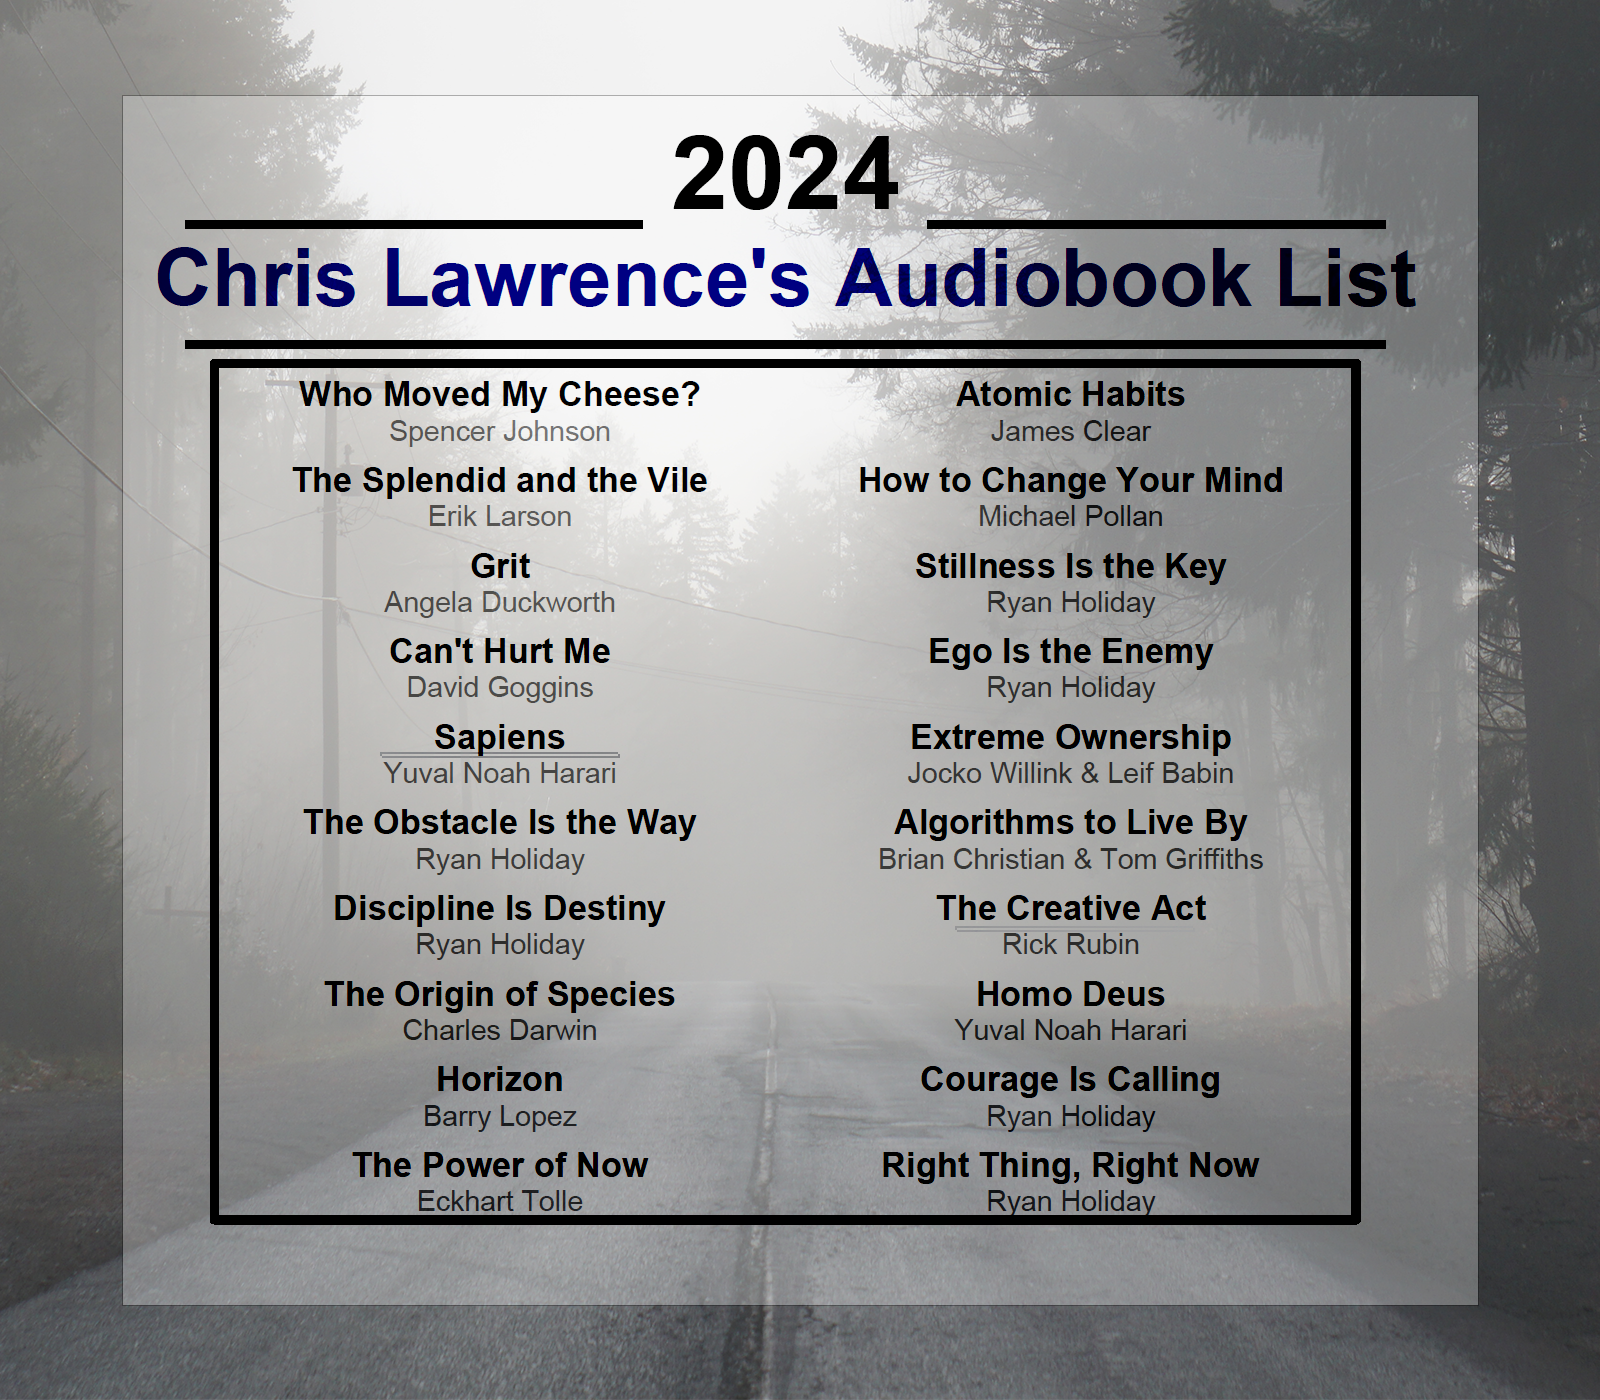 2024
Chris Lawrence's Audiobook List
Who Moved My Cheese?
Spencer Johnson
The Splendid and the Vile
Erik Larson
Grit
Angela Duckworth
Can't Hurt Me
David Goggins
Sapiens
Yuval Noah Harari
The Obstacle Is the Way
Ryan Holiday
Discipline Is Destiny
Ryan Holiday
The Origin of Species
Charles Darwin
Horizon
Barry Lopez
The Power of Now
Eckhart Tolle
Atomic Habits
James Clear
How to Change Your Mind
Michael Pollan
Stillness Is the Key
Ryan Holiday
Ego Is the Enemy
Ryan Holiday
Extreme Ownership
Jocko Willink & Leif Babin
Algorithms to Live By
Brian Christian & Tom Griffiths
The Creative Act
Rick Rubin
Homo Deus
Yuval Noah Harari
Courage Is Calling
Ryan Holiday
Right Thing, Right Now
Ryan Holiday